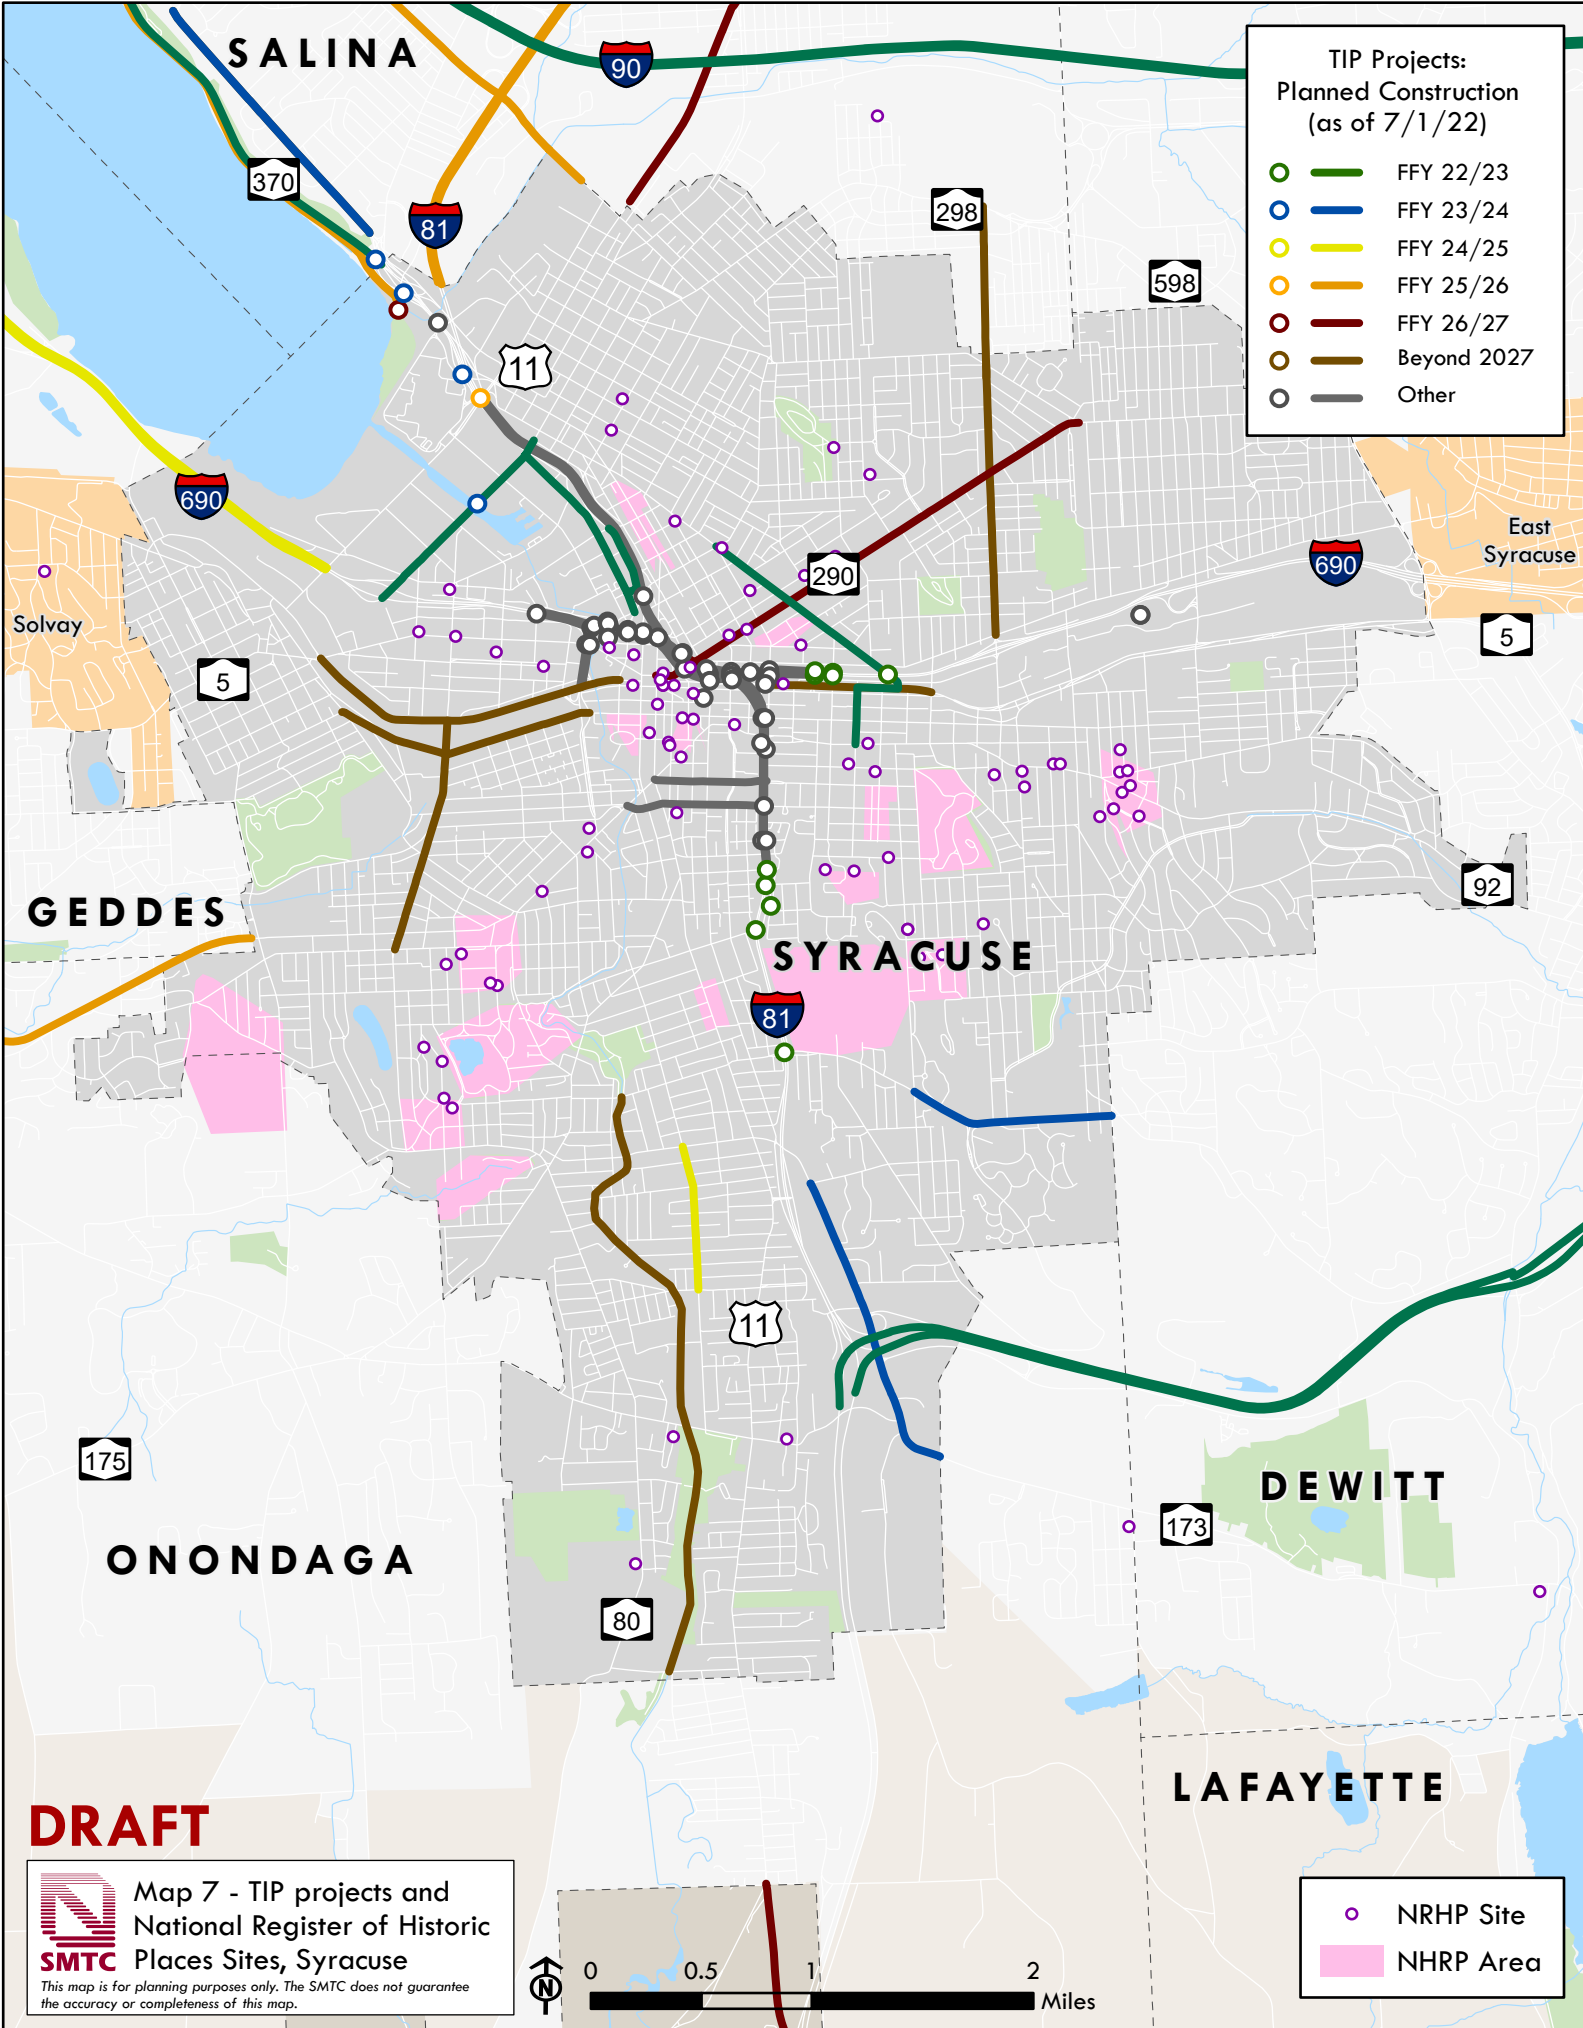 SALINA
90
TIP Projects:
Planned Construction
(as of 7/1/22)
FFY 22/23
FFY 23/24
FFY 24/25
FFY 25/26
FFY 26/27
Beyond 2027
Other
370
81
298
598
11
690
East
Syracuse
290
690
Solvay
5
5
92
GEDDES
SYRACUSE
81
11
175
DEWITT
173
ONONDAGA
80
LAFAYETTE
DRAFT
SMTC
Map 7 - TIP projects and
National Register of Historic
Places Sites, Syracuse
This map is for planning purposes only. The SMTC does not guarantee
the accuracy or completeness of this map.
N
0 0.5 1 2
Miles
NRHP Site
NHRP Area